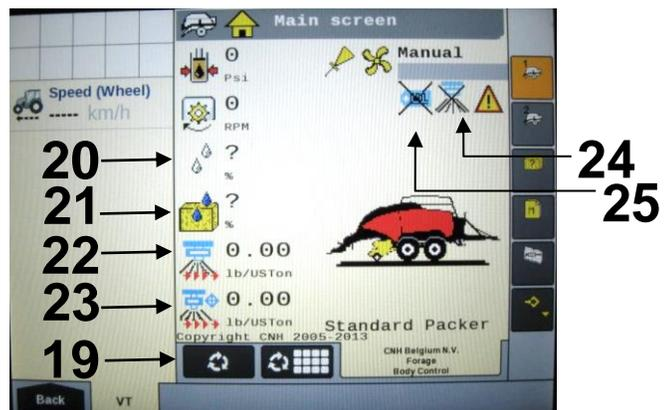 Main screen
0
Psi
Manual
Speed (Wheel)
----- km/h
0
RPM
20
?
%
24
21
?
%
25
22
0.00
lb/USTon
23
0.00
lb/USTon
Standard Packer
Copyright CNH 2005-2013
19
CNH Belgium N.V.
Forage
Body Control
Back
VT
1
2